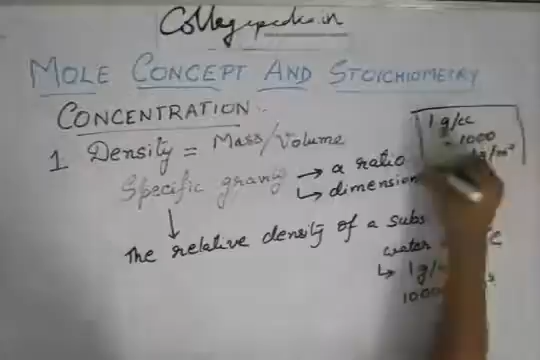 Collegepedia.in
MOLE CONCEPT AND STOICHIOMETRY
CONCENTRATION
1 Density = Mass/Volume
Specific gravity → a ratio
↳ dimension
↓
The relative density of a subs
water
↳ 1g/
1000
1 g/cc
1000